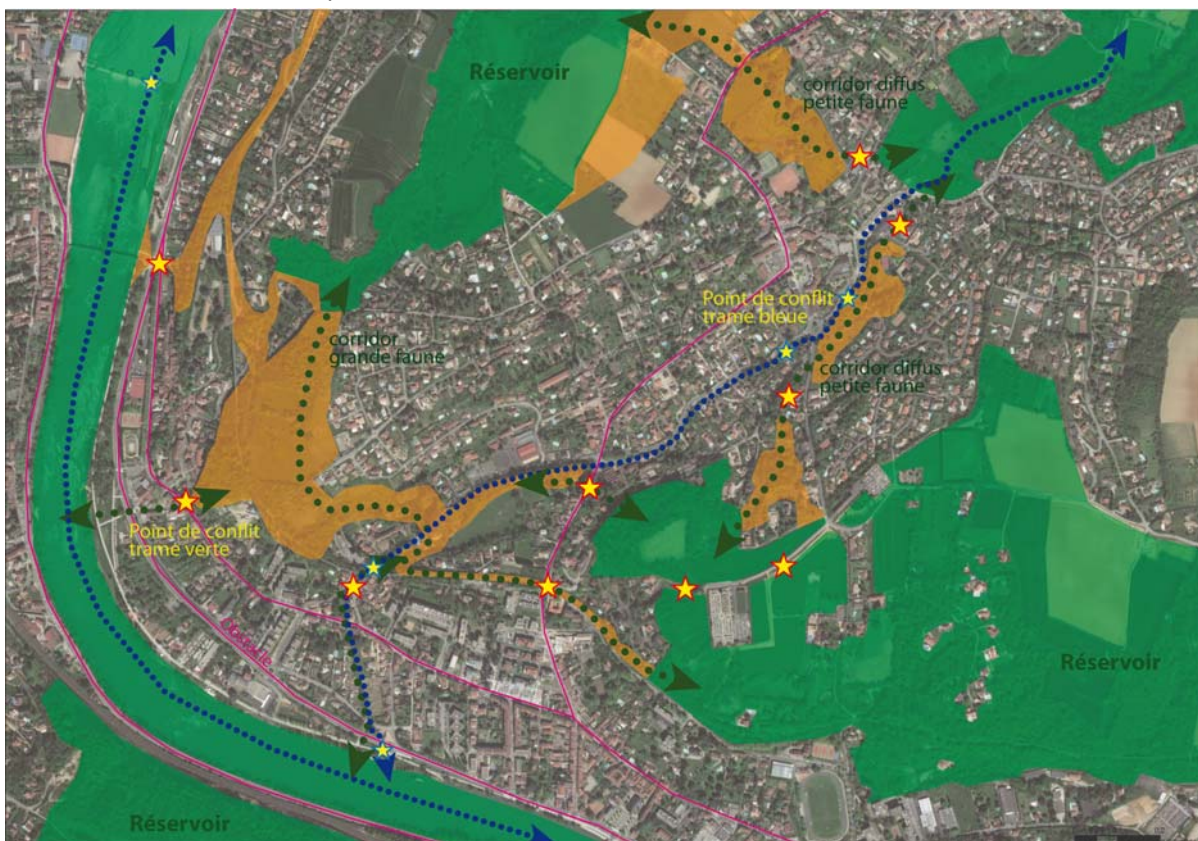 Réservoir
corridor diffus
petite faune
Point de conflit
trame bleue
corridor
grande faune
corridor diffus
petite faune
Point de conflit
trame verte
Réservoir
Réservoir